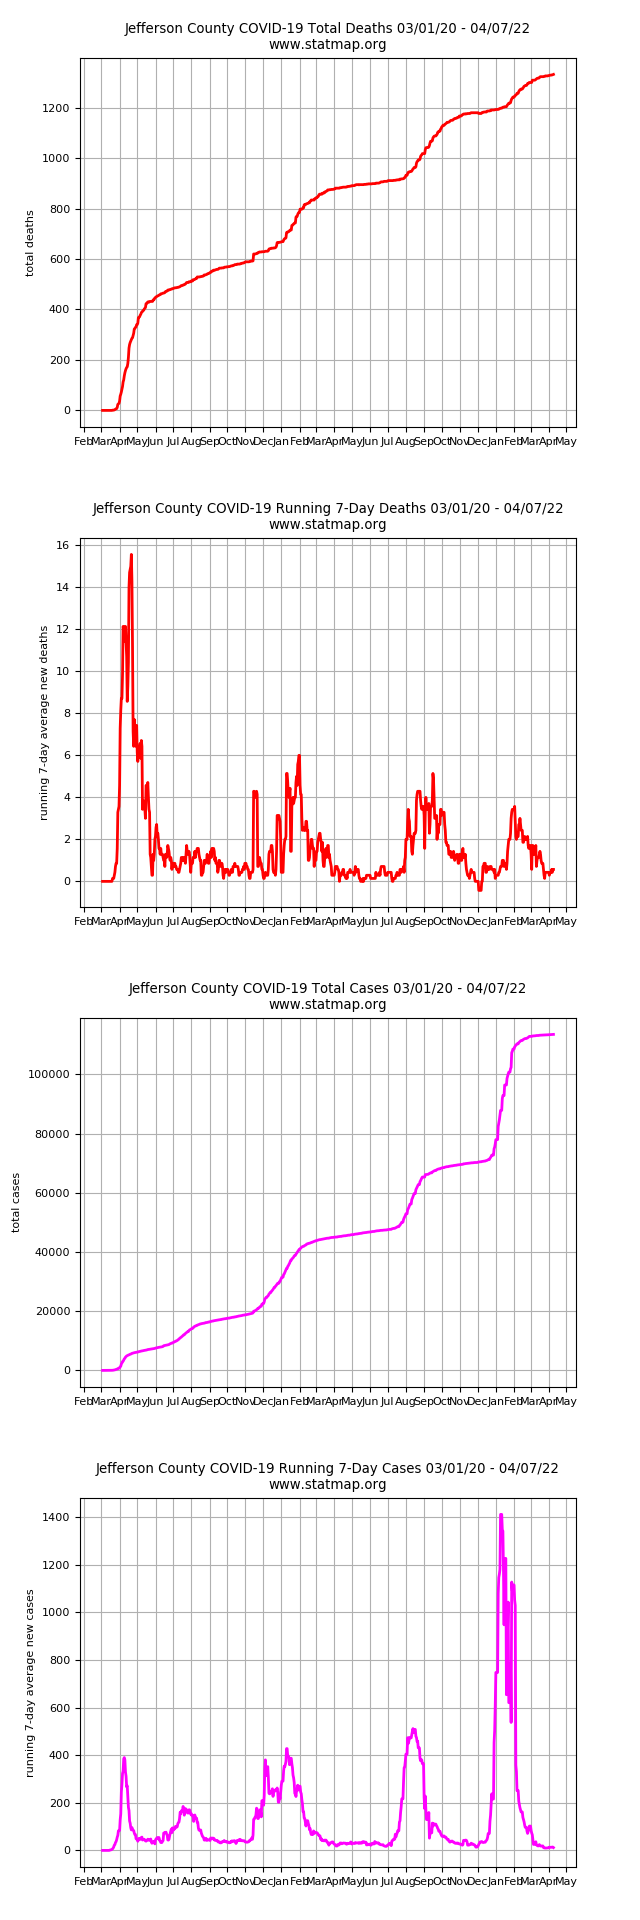 Jefferson County COVID-19 Total Deaths 03/01/20 - 04/07/22
www.statmap.org
total deaths
1200
1000
800
600
400
200
0
Feb Mar Apr May Jun Jul Aug Sep Oct Nov Dec Jan Feb Mar Apr May Jun Jul Aug Sep Oct Nov Dec Jan Feb Mar Apr May
Jefferson County COVID-19 Running 7-Day Deaths 03/01/20 - 04/07/22
www.statmap.org
running 7-day average new deaths
16
14
12
10
8
6
4
2
0
Feb Mar Apr May Jun Jul Aug Sep Oct Nov Dec Jan Feb Mar Apr May Jun Jul Aug Sep Oct Nov Dec Jan Feb Mar Apr May
Jefferson County COVID-19 Total Cases 03/01/20 - 04/07/22
www.statmap.org
total cases
100000
80000
60000
40000
20000
0
Feb Mar Apr May Jun Jul Aug Sep Oct Nov Dec Jan Feb Mar Apr May Jun Jul Aug Sep Oct Nov Dec Jan Feb Mar Apr May
Jefferson County COVID-19 Running 7-Day Cases 03/01/20 - 04/07/22
www.statmap.org
running 7-day average new cases
1400
1200
1000
800
600
400
200
0
Feb Mar Apr May Jun Jul Aug Sep Oct Nov Dec Jan Feb Mar Apr May Jun Jul Aug Sep Oct Nov Dec Jan Feb Mar Apr May